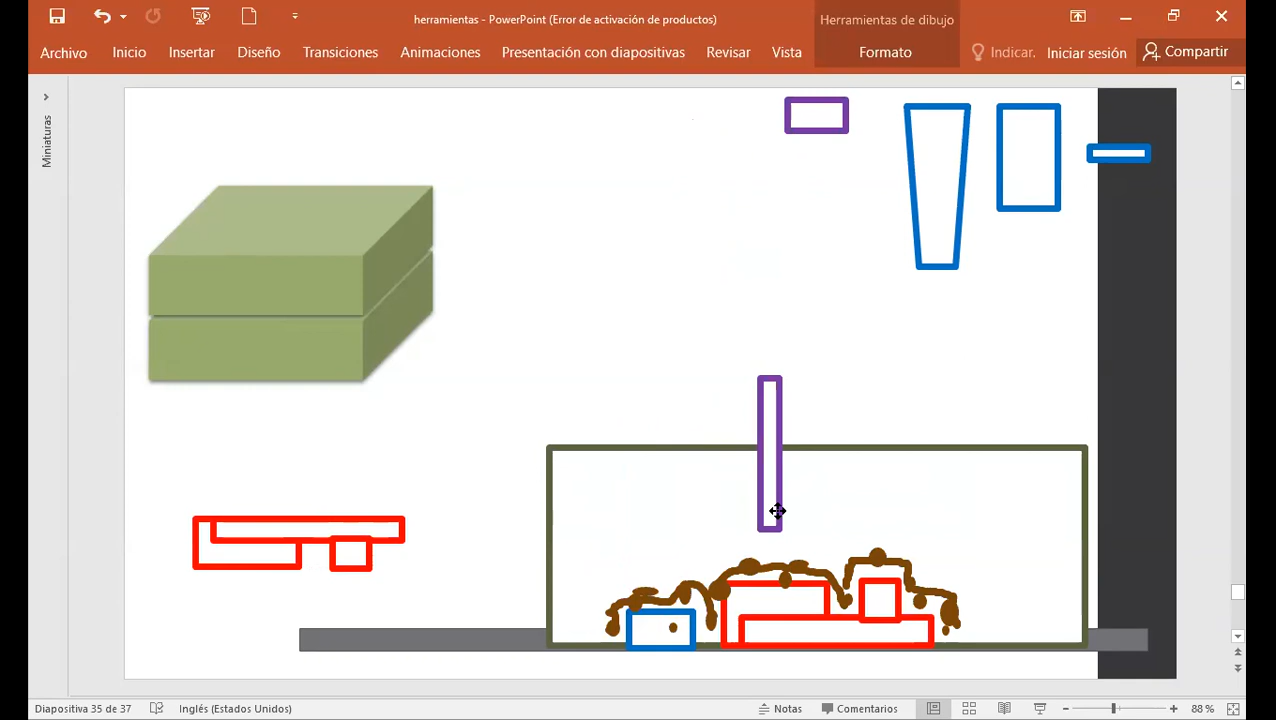 herramientas - PowerPoint (Error de activación de productos)
Herramientas de dibujo
Archivo
Inicio
Insertar
Diseño
Transiciones
Animaciones
Presentación con diapositivas
Revisar
Vista
Formato
Indicar.
Iniciar sesión
Compartir
Miniaturas
Diapositiva 35 de 37
Inglés (Estados Unidos)
Notas
Comentarios
88 %